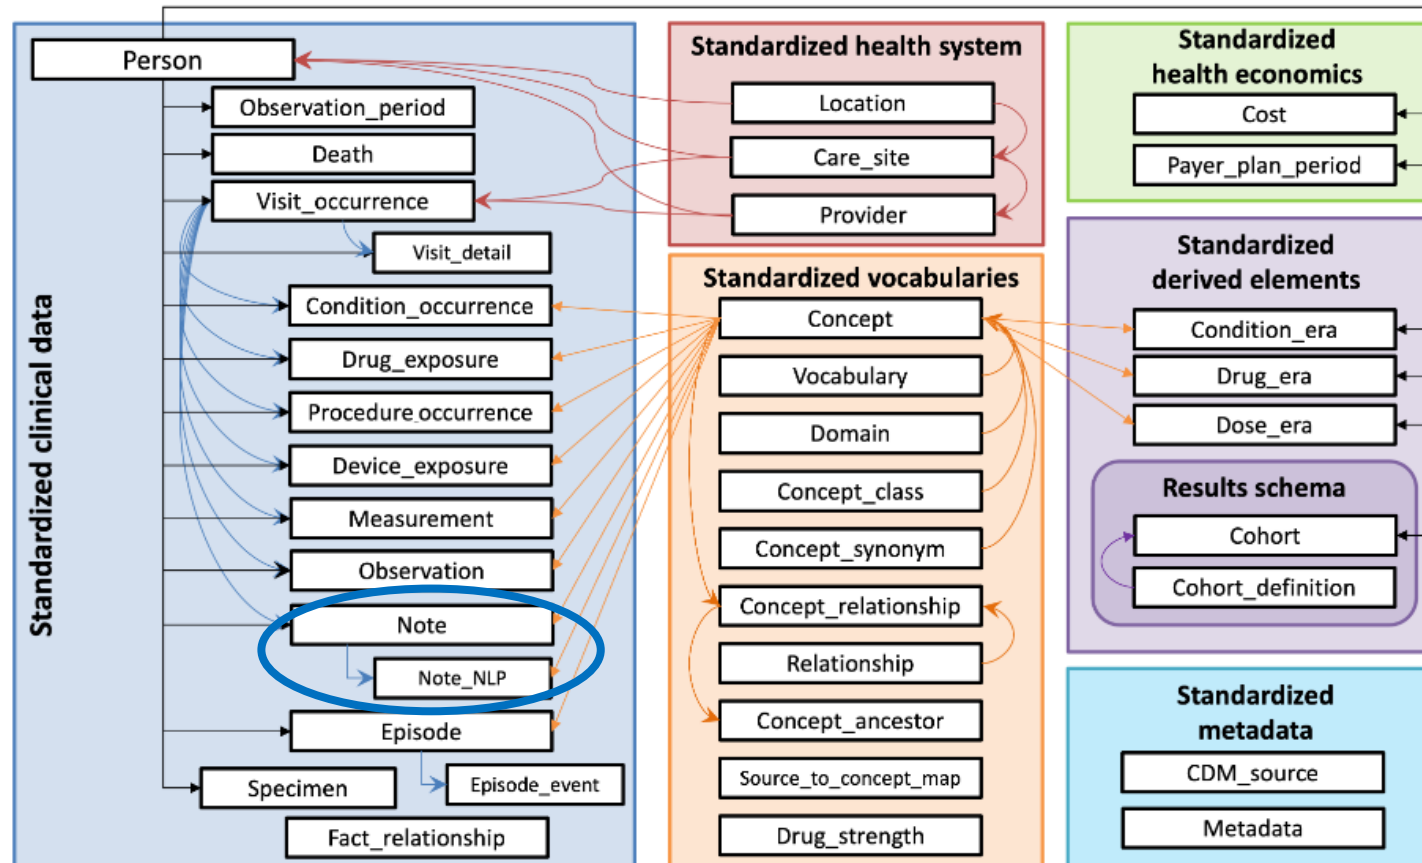 Standardized clinical data
Person
Observation_period
Death
Visit_occurrence
Visit_detail
Condition_occurrence
Drug_exposure
Procedure_occurrence
Device_exposure
Measurement
Observation
Note
Note_NLP
Episode
Specimen
Episode_event
Fact_relationship
Standardized health system
Location
Care_site
Provider
Standardized vocabularies
Concept
Vocabulary
Domain
Concept_class
Concept_synonym
Concept_relationship
Relationship
Concept_ancestor
Source_to_concept_map
Drug_strength
Standardized
health economics
Cost
Payer_plan_period
Standardized
derived elements
Condition_era
Drug_era
Dose_era
Results schema
Cohort
Cohort_definition
Standardized
metadata
CDM_source
Metadata